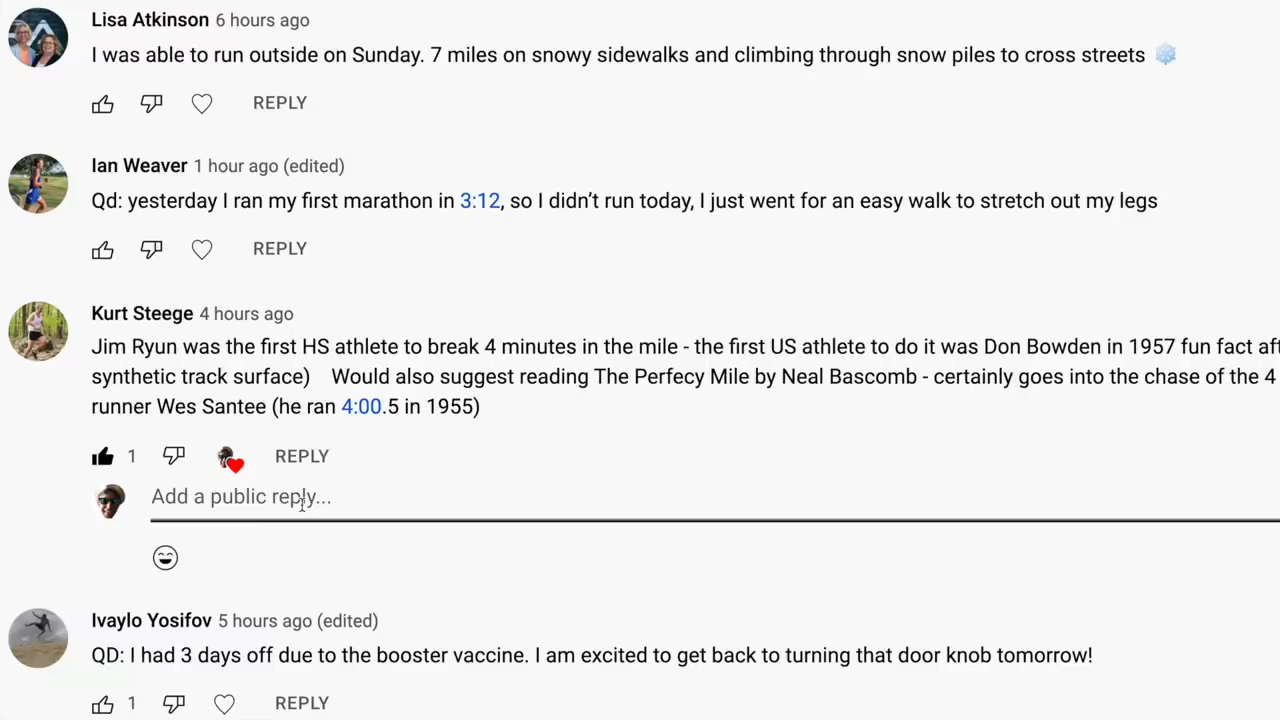 Lisa Atkinson 6 hours ago
I was able to run outside on Sunday. 7 miles on snowy sidewalks and climbing through snow piles to cross streets ❄️
REPLY
Ian Weaver 1 hour ago (edited)
Qd: yesterday I ran my first marathon in 3:12, so I didn’t run today, I just went for an easy walk to stretch out my legs
REPLY
Kurt Steege 4 hours ago
Jim Ryun was the first HS athlete to break 4 minutes in the mile - the first US athlete to do it was Don Bowden in 1957 fun fact
synthetic track surface) Would also suggest reading The Perfecy Mile by Neal Bascomb - certainly goes into the chase of the 4
runner Wes Santee (he ran 4:00.5 in 1955)
1 REPLY
Add a public reply...
Ivaylo Yosifov 5 hours ago (edited)
QD: I had 3 days off due to the booster vaccine. I am excited to get back to turning that door knob tomorrow!
1 REPLY